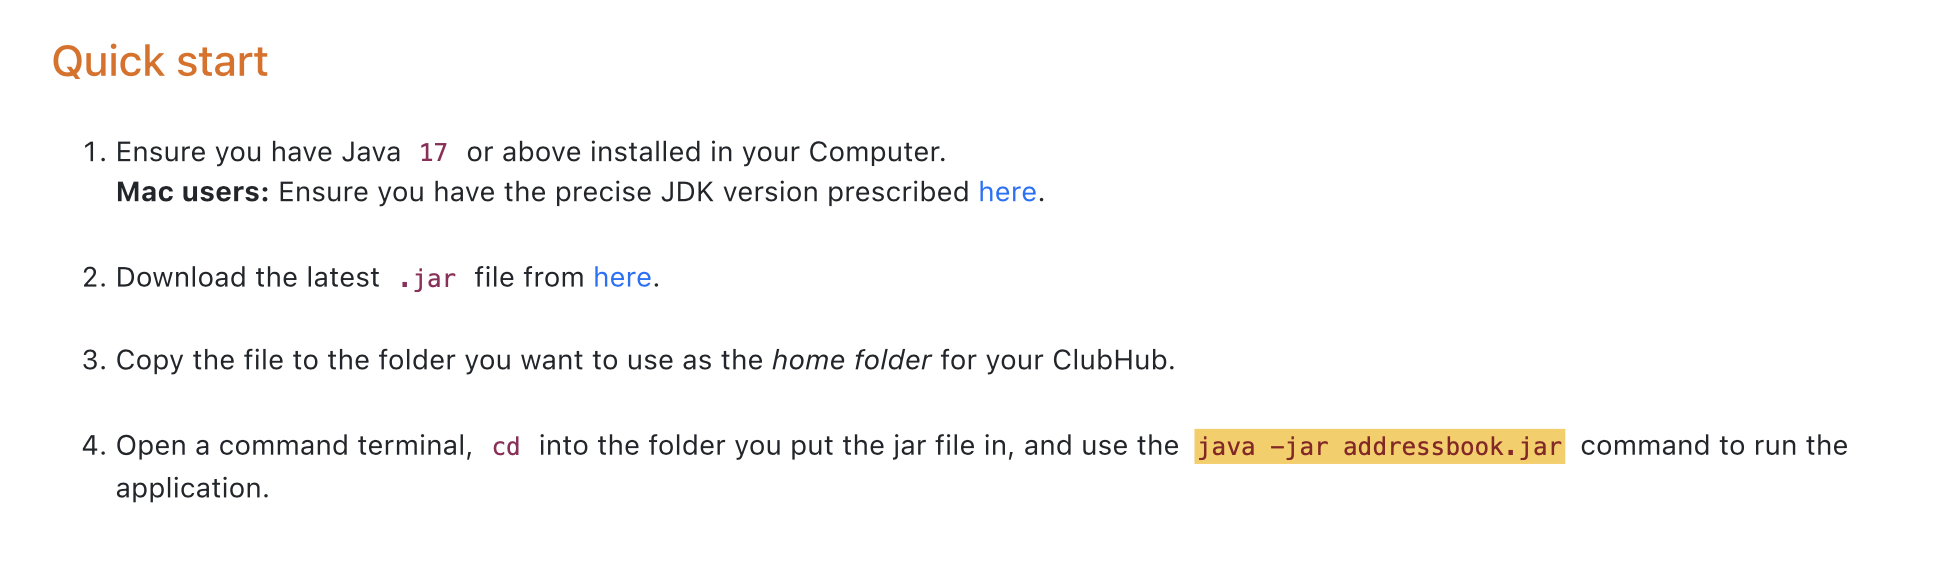 Quick start
1. Ensure you have Java 17 or above installed in your Computer.
Mac users: Ensure you have the precise JDK version prescribed here.
2. Download the latest .jar file from here.
3. Copy the file to the folder you want to use as the home folder for your ClubHub.
4. Open a command terminal, cd into the folder you put the jar file in, and use the java -jar addressbook.jar command to run the
application.